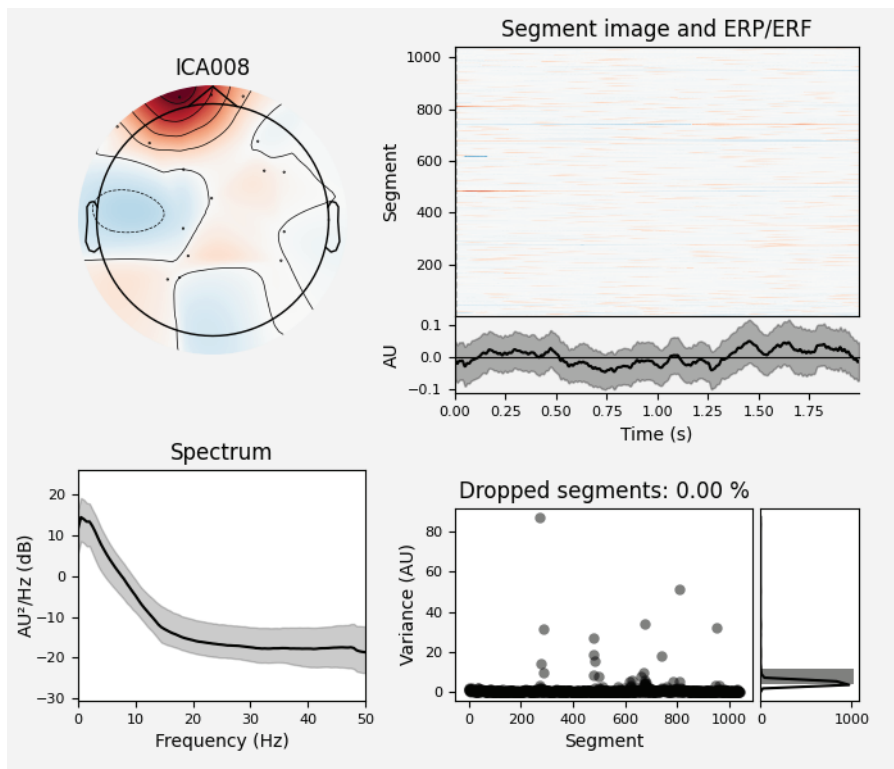 Segment image and ERP/ERF
ICA008
1000
800
600
400
200
Segment
0.1
0.0
−0.1
AU
0.00 0.25 0.50 0.75 1.00 1.25 1.50 1.75
Time (s)
Spectrum
20
10
0
−10
−20
−30
AU²/Hz (dB)
0 10 20 30 40 50
Frequency (Hz)
Dropped segments: 0.00 %
80
60
40
20
0
Variance (AU)
0 200 400 600 800 1000
Segment
0 1000